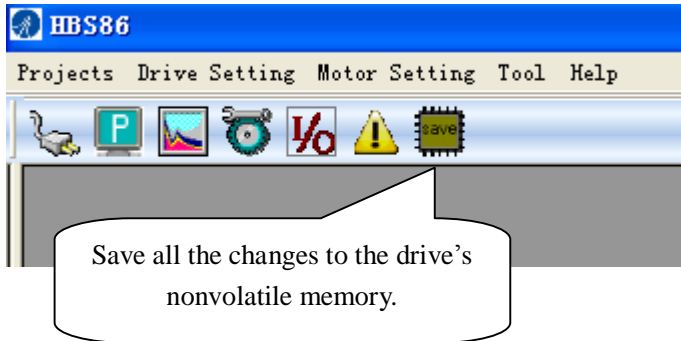 HBS86
Projects Drive Setting Motor Setting Tool Help
P I/O save
Save all the changes to the drive’s
nonvolatile memory.